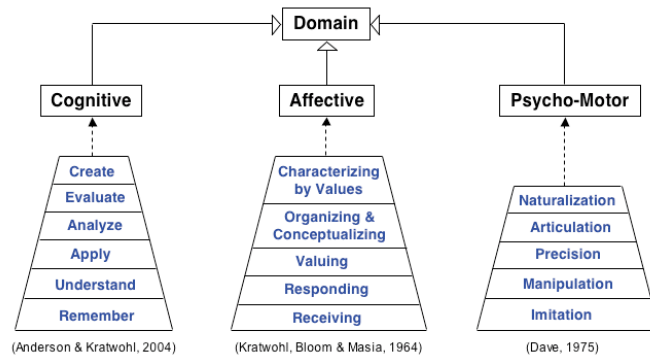 Domain
Cognitive
Affective
Psycho-Motor
Create
Evaluate
Analyze
Apply
Understand
Remember
(Anderson & Kratwohl, 2004)
Characterizing
by Values
Organizing &
Conceptualizing
Valuing
Responding
Receiving
(Kratwohl, Bloom & Masia, 1964)
Naturalization
Articulation
Precision
Manipulation
Imitation
(Dave, 1975)